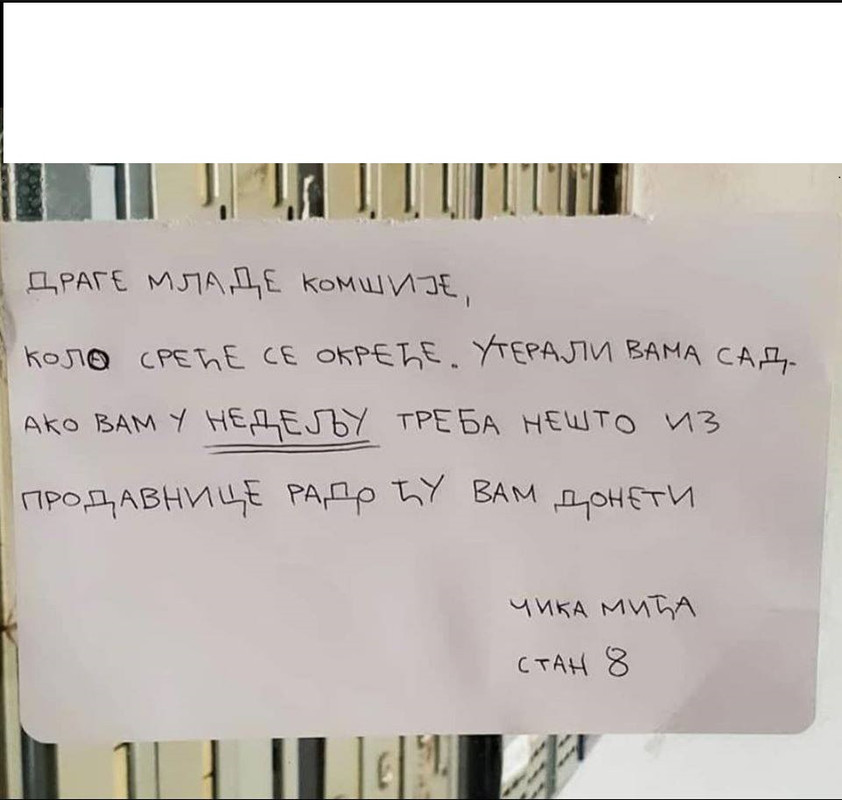 ДРАГЕ МЛАДЕ КОМШИЈЕ,
КОЛО СРЕЋЕ СЕ ОКРЕЋЕ. УТЕРАЛИ ВАМА САД.
АКО ВАМ У НЕДЕЉУ ТРЕБА НЕШТО ИЗ
ПРОДАВНИЦЕ РАДО ЋУ ВАМ ДОНЕТИ
ЧИКА МИЋА
СТАН 8